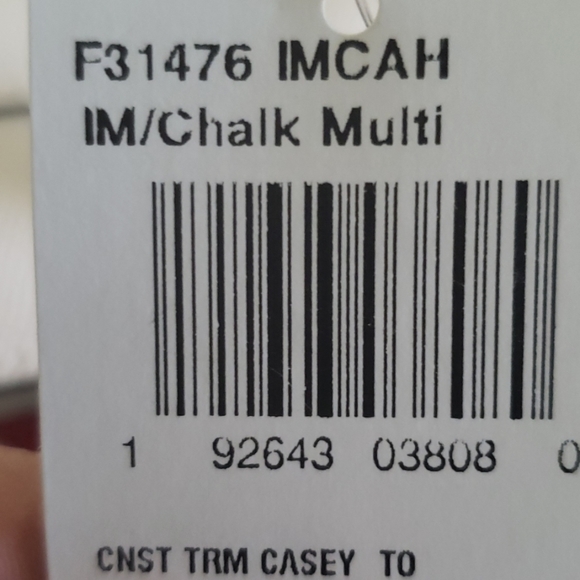 F31476 IMCAH
IM/Chalk Multi
1 92643 03808 0
CNST TRM CASEY TO